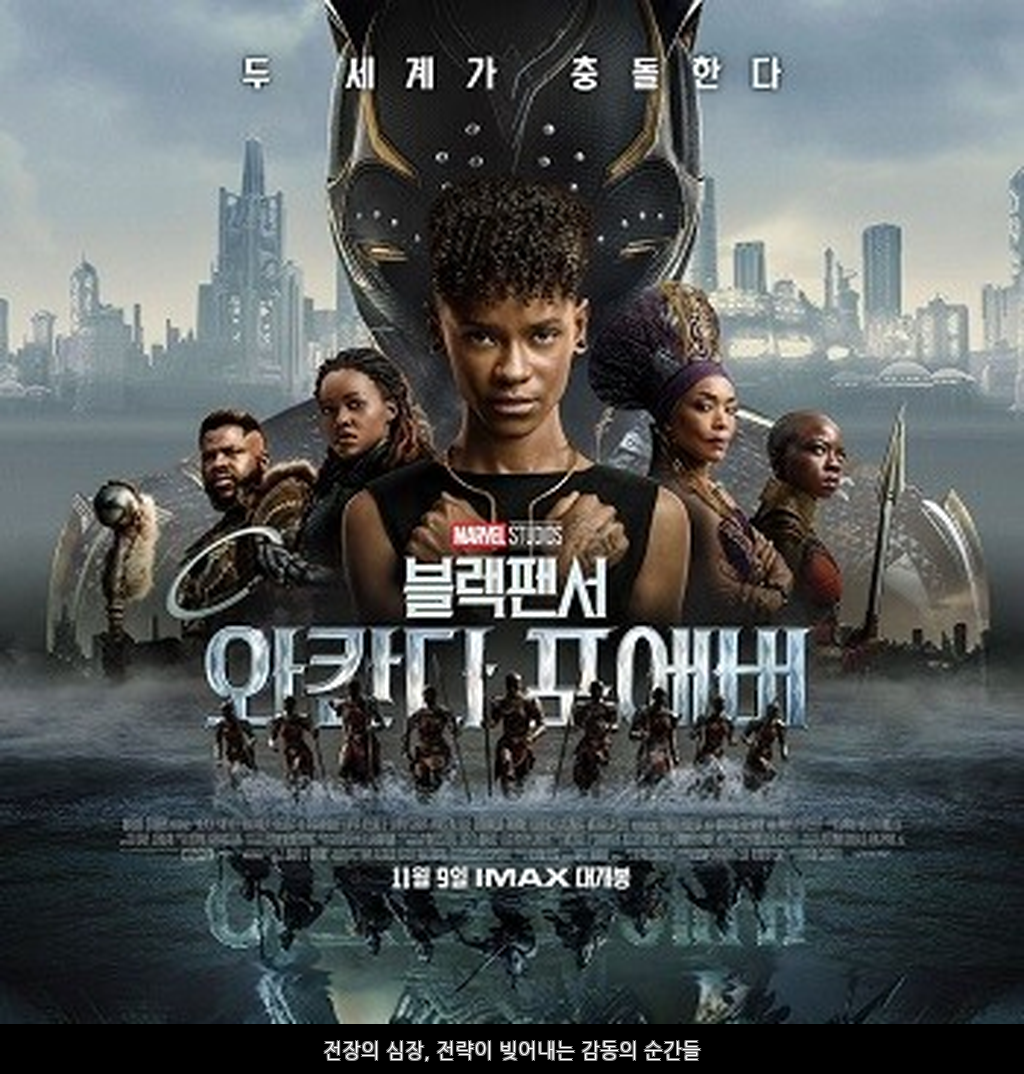 두 세계가 충돌한다
MARVEL STUDIOS
블랙팬서
와칸다 포에버
11월 9일 IMAX 대개봉
전장의 심장, 전략이 빚어내는 감동의 순간들